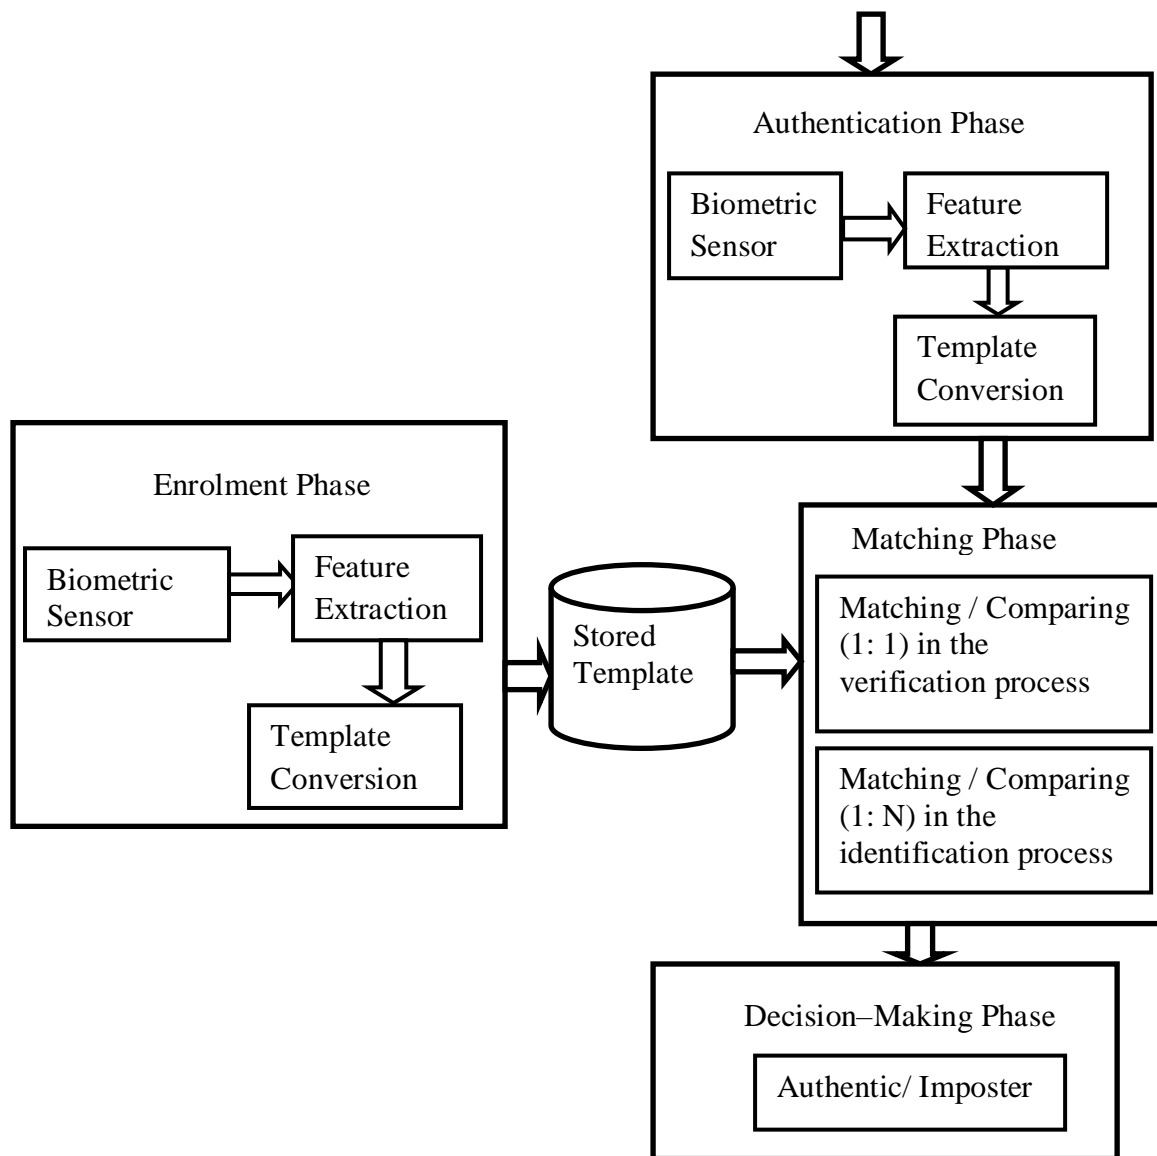 Authentication Phase
Biometric
Sensor
Feature
Extraction
Template
Conversion
Enrolment Phase
Biometric
Sensor
Feature
Extraction
Template
Conversion
Stored
Template
Matching Phase
Matching / Comparing
(1: 1) in the
verification process
Matching / Comparing
(1: N) in the
identification process
Decision–Making Phase
Authentic/ Imposter